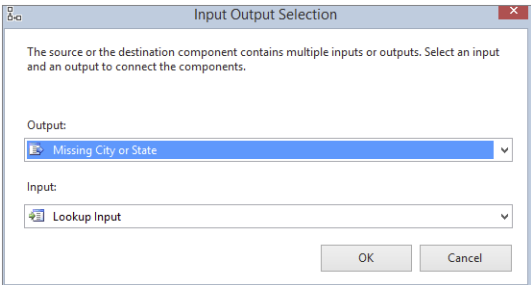 Input Output Selection
The source or the destination component contains multiple inputs or outputs. Select an input
and an output to connect the components.
Output:
Missing City or State
Input:
Lookup Input
OK Cancel